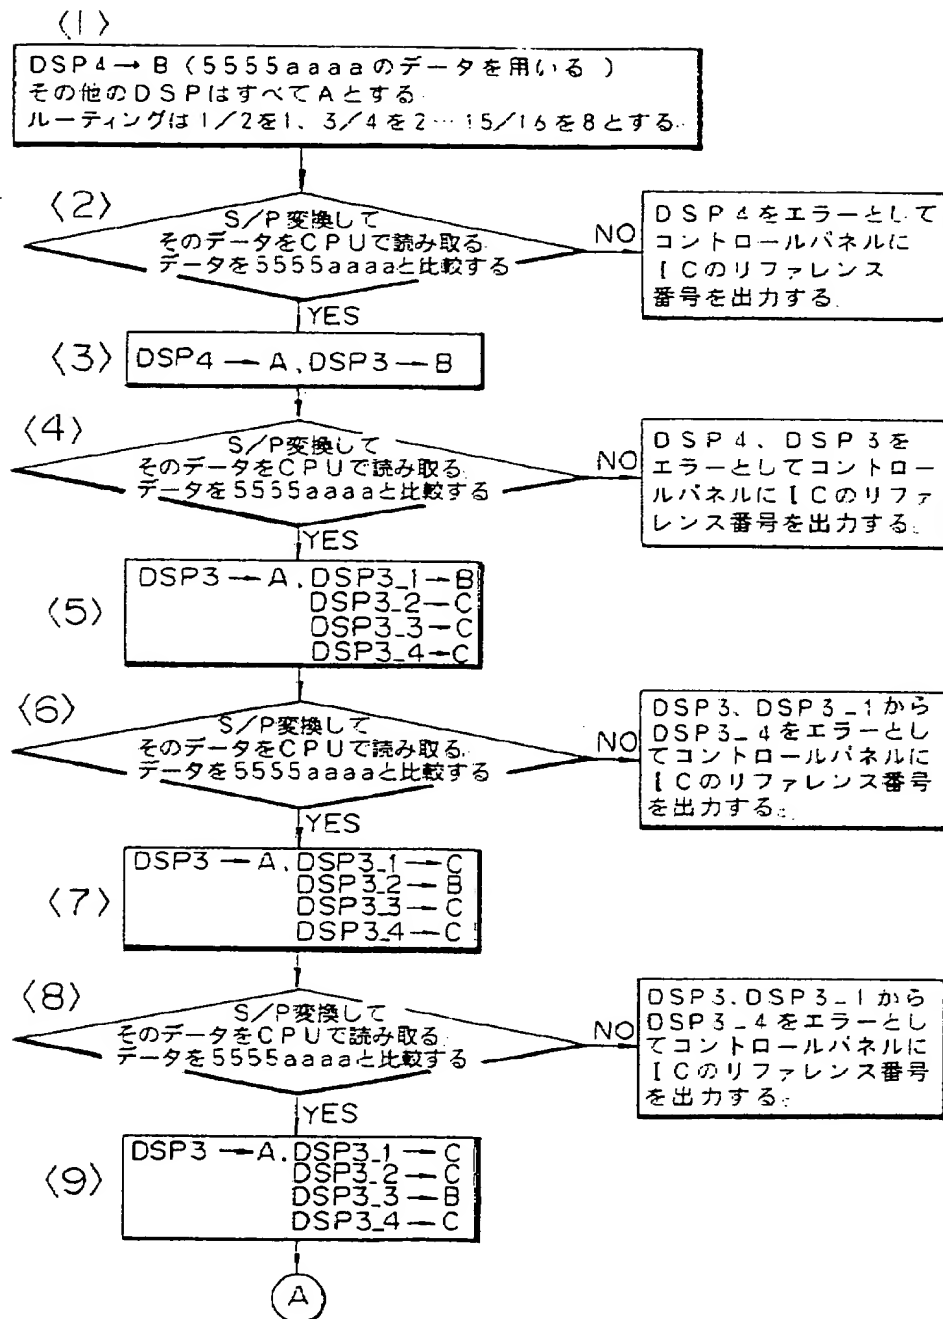 〈1〉
DSP4→B(5555aaaaのデータを用いる)
その他のDSPはすべてAとする
ルーティングは1/2を1、3/4を2…15/16を8とする
〈2〉
S/P変換して
そのデータをCPUで読み取る
データを5555aaaaと比較する
NO
DSP4をエラーとして
コントロールパネルに
ICのリファレンス
番号を出力する
YES
〈3〉
DSP4→A、DSP3→B
〈4〉
S/P変換して
そのデータをCPUで読み取る
データを5555aaaaと比較する
NO
DSP4、DSP3を
エラーとしてコントロー
ルパネルにICのリファ
レンス番号を出力する
YES
〈5〉
DSP3→A、DSP3_1→B
DSP3_2→C
DSP3_3→C
DSP3_4→C
〈6〉
S/P変換して
そのデータをCPUで読み取る
データを5555aaaaと比較する
NO
DSP3、DSP3_1から
DSP3_4をエラーとし
てコントロールパネルに
ICのリファレンス番号
を出力する。
YES
〈7〉
DSP3→A、DSP3_1→C
DSP3_2→B
DSP3_3→C
DSP3_4→C
〈8〉
S/P変換して
そのデータをCPUで読み取る
データを5555aaaaと比較する
NO
DSP3、DSP3_1から
DSP3_4をエラーとし
てコントロールパネルに
ICのリファレンス番号
を出力する。
YES
〈9〉
DSP3→A、DSP3_1→C
DSP3_2→C
DSP3_3→B
DSP3_4→C
A